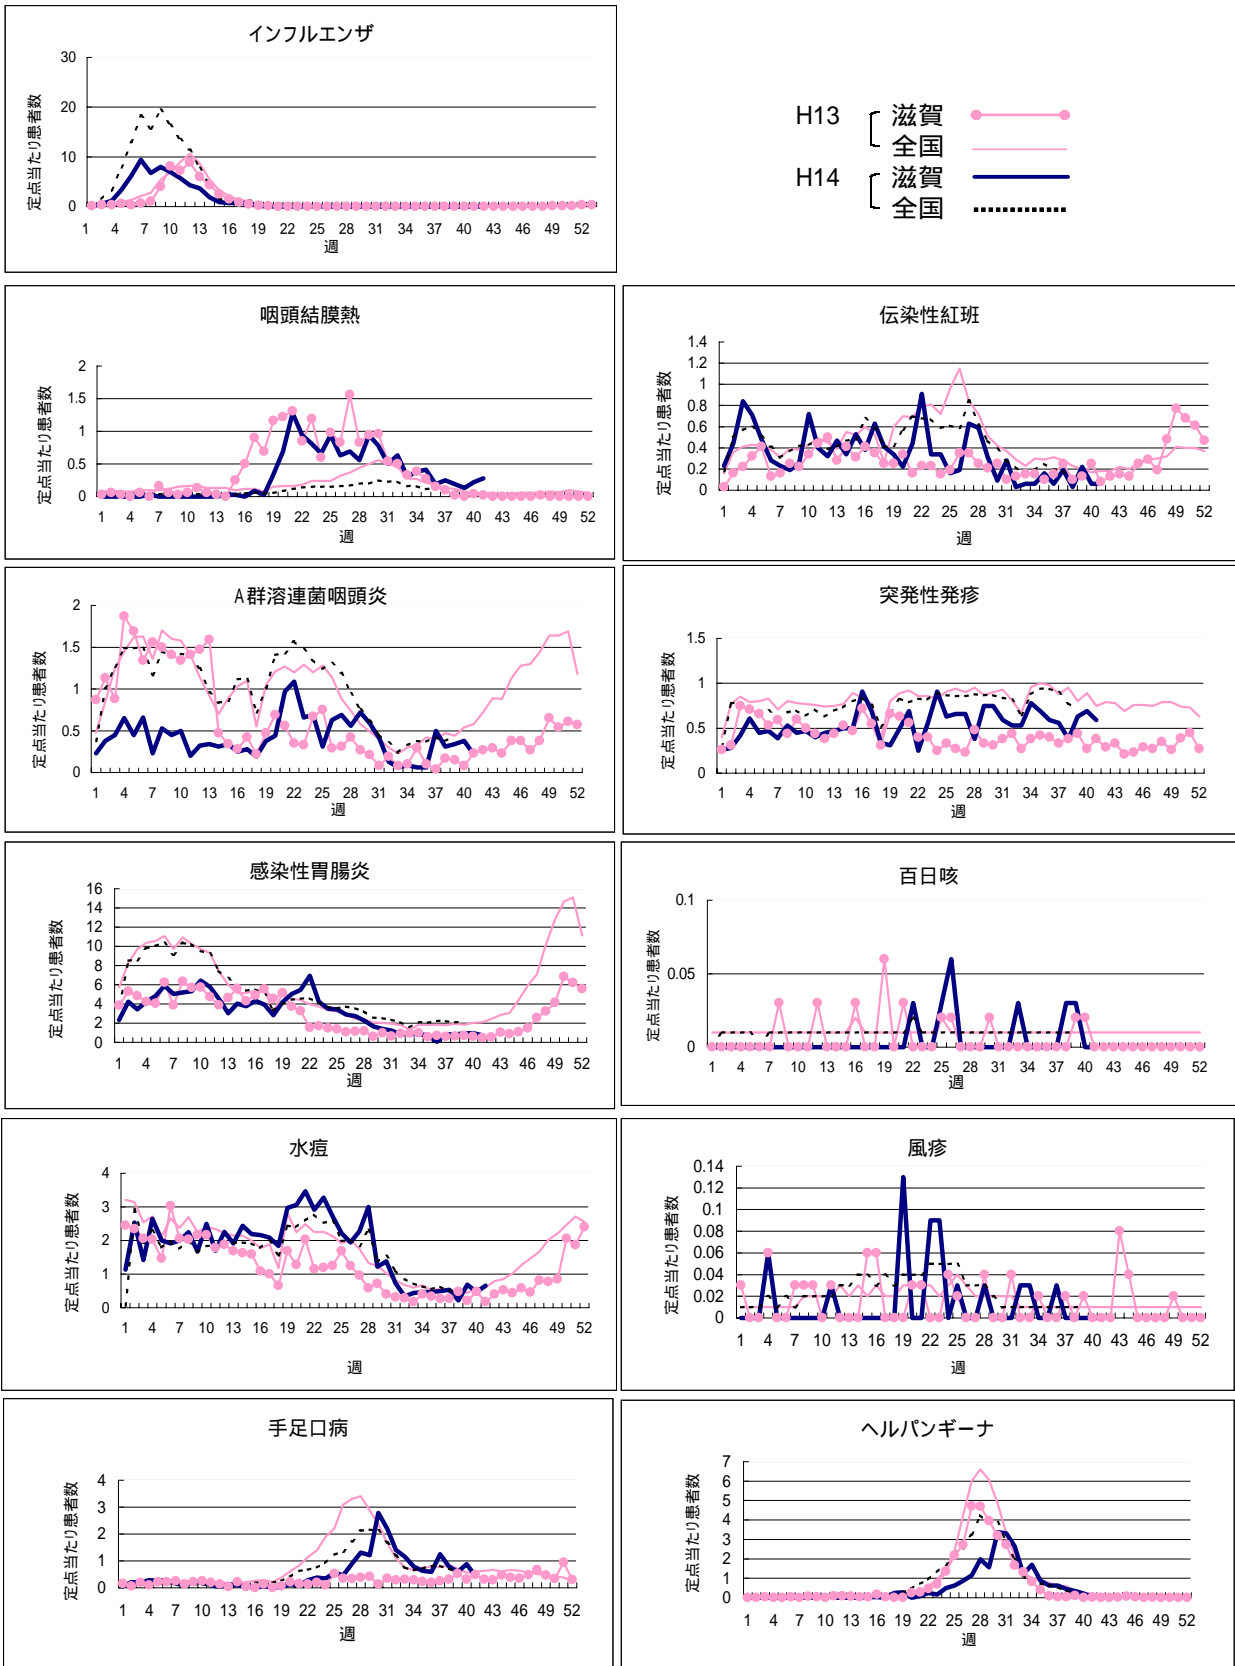 インフルエンザ
定点当たり患者数
30
20
10
0
1 4 7 10 13 16 19 22 25 28 31 34 37 40 43 46 49 52
週
H13 滋賀
全国
H14 滋賀
全国
咽頭結膜熱
定点当たり患者数
2
1.5
1
0.5
0
1 4 7 10 13 16 19 22 25 28 31 34 37 40 43 46 49 52
週
伝染性紅斑
定点当たり患者数
1.4
1.2
1
0.8
0.6
0.4
0.2
0
1 4 7 10 13 16 19 22 25 28 31 34 37 40 43 46 49 52
週
A群溶連菌咽頭炎
定点当たり患者数
2
1.5
1
0.5
0
1 4 7 10 13 16 19 22 25 28 31 34 37 40 43 46 49 52
週
突発性発疹
定点当たり患者数
1.5
1
0.5
0
1 4 7 10 13 16 19 22 25 28 31 34 37 40 43 46 49 52
週
感染性胃腸炎
定点当たり患者数
16
14
12
10
8
6
4
2
0
1 4 7 10 13 16 19 22 25 28 31 34 37 40 43 46 49 52
週
百日咳
定点当たり患者数
0.1
0.05
0
1 4 7 10 13 16 19 22 25 28 31 34 37 40 43 46 49 52
週
水痘
定点当たり患者数
4
3
2
1
0
1 4 7 10 13 16 19 22 25 28 31 34 37 40 43 46 49 52
週
風疹
定点当たり患者数
0.14
0.12
0.1
0.08
0.06
0.04
0.02
0
1 4 7 10 13 16 19 22 25 28 31 34 37 40 43 46 49 52
週
手足口病
定点当たり患者数
4
3
2
1
0
1 4 7 10 13 16 19 22 25 28 31 34 37 40 43 46 49 52
週
ヘルパンギーナ
定点当たり患者数
7
6
5
4
3
2
1
0
1 4 7 10 13 16 19 22 25 28 31 34 37 40 43 46 49 52
週